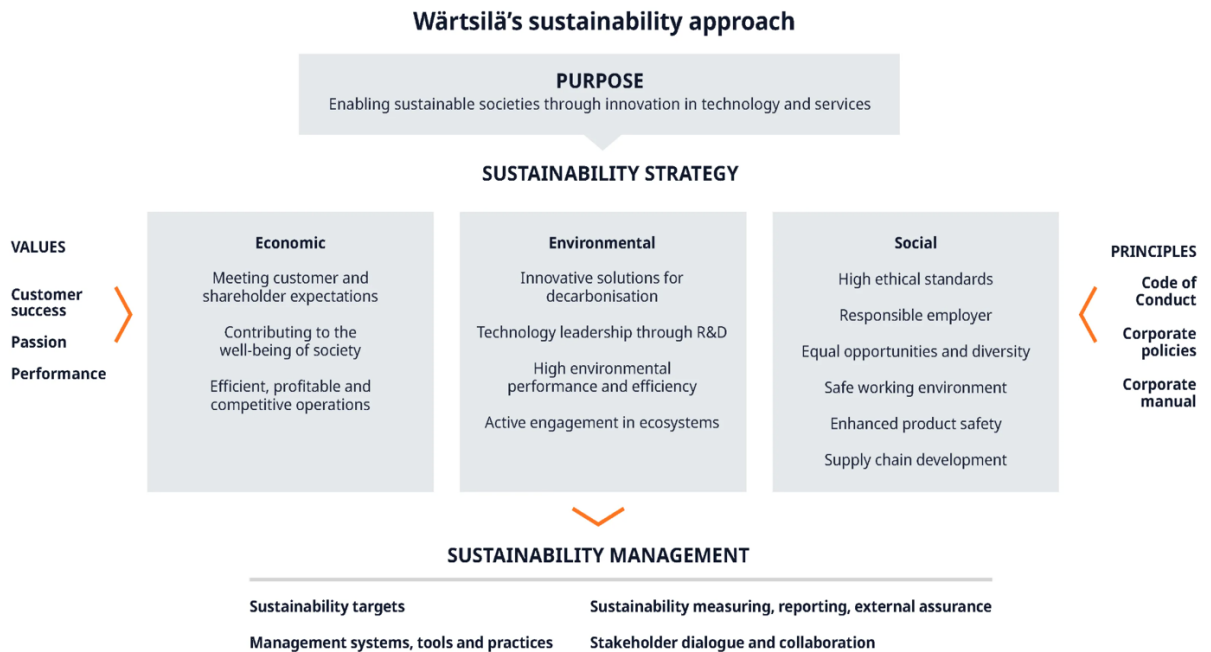 Wärtsilä’s sustainability approach
PURPOSE
Enabling sustainable societies through innovation in technology and services
SUSTAINABILITY STRATEGY
VALUES
Customer
success
Passion
Performance
Economic
Meeting customer and
shareholder expectations
Contributing to the
well-being of society
Efficient, profitable and
competitive operations
Environmental
Innovative solutions for
decarbonisation
Technology leadership through R&D
High environmental
performance and efficiency
Active engagement in ecosystems
Social
High ethical standards
Responsible employer
Equal opportunities and diversity
Safe working environment
Enhanced product safety
Supply chain development
PRINCIPLES
Code of
Conduct
Corporate
policies
Corporate
manual
SUSTAINABILITY MANAGEMENT
Sustainability targets
Management systems, tools and practices
Sustainability measuring, reporting, external assurance
Stakeholder dialogue and collaboration